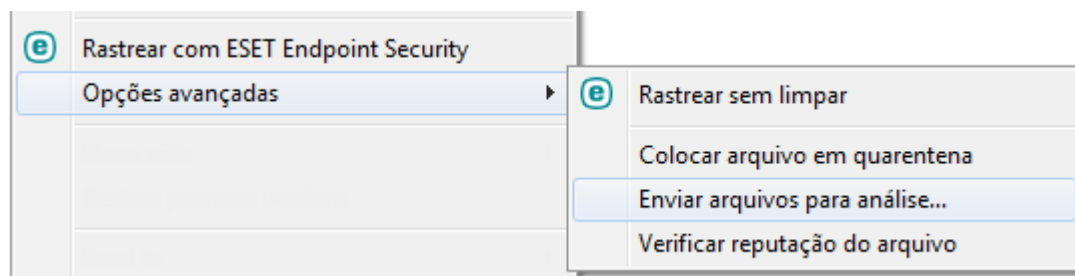 Rastrear com ESET Endpoint Security
Opções avançadas
Rastrear sem limpar
Colocar arquivo em quarentena
Enviar arquivos para análise...
Verificar reputação do arquivo